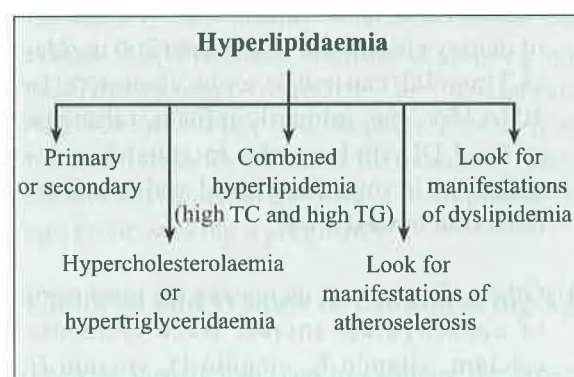 Hyperlipidaemia
Primary
or secondary
Combined
hyperlipidemia
(high TC and high TG)
Look for
manifestations
of dyslipidemia
Hypercholesterolaemia
or
hypertriglyceridaemia
Look for
manifestations of
atheroselerosis